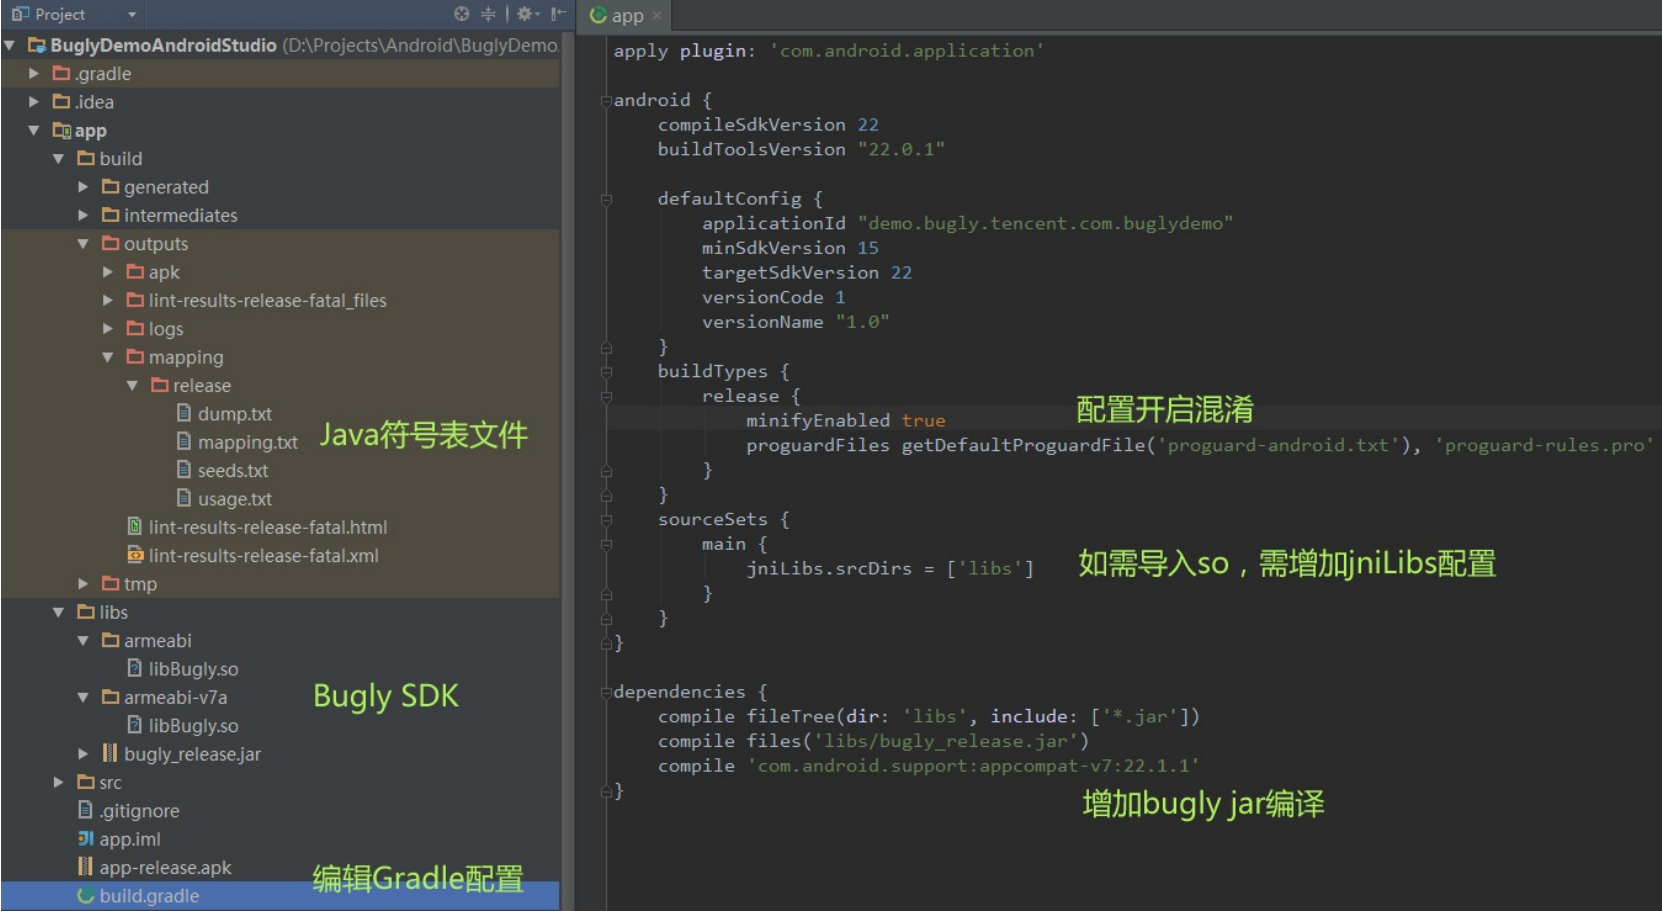 Project
BuglyDemoAndroidStudio (D:\Projects\Android\BuglyDemo
.gradle
.idea
app
build
generated
intermediates
outputs
apk
lint-results-release-fatal_files
logs
mapping
release
dump.txt
mapping.txt
Java符号表文件
seeds.txt
usage.txt
lint-results-release-fatal.html
lint-results-release-fatal.xml
tmp
libs
armeabi
libBugly.so
armeabi-v7a
Bugly SDK
libBugly.so
bugly_release.jar
src
.gitignore
app.iml
app-release.apk
编辑Gradle配置
build.gradle
app
apply plugin: 'com.android.application'
android {
compileSdkVersion 22
buildToolsVersion "22.0.1"
defaultConfig {
applicationId "demo.bugly.tencent.com.buglydemo"
minSdkVersion 15
targetSdkVersion 22
versionCode 1
versionName "1.0"
}
buildTypes {
release {
配置开启混淆
minifyEnabled true
proguardFiles getDefaultProguardFile('proguard-android.txt'), 'proguard-rules.pro'
}
}
sourceSets {
main {
jniLibs.srcDirs = ['libs']
如需导入so，需增加jniLibs配置
}
}
}
dependencies {
compile fileTree(dir: 'libs', include: ['*.jar'])
compile files('libs/bugly_release.jar')
compile 'com.android.support:appcompat-v7:22.1.1'
}
增加bugly jar编译